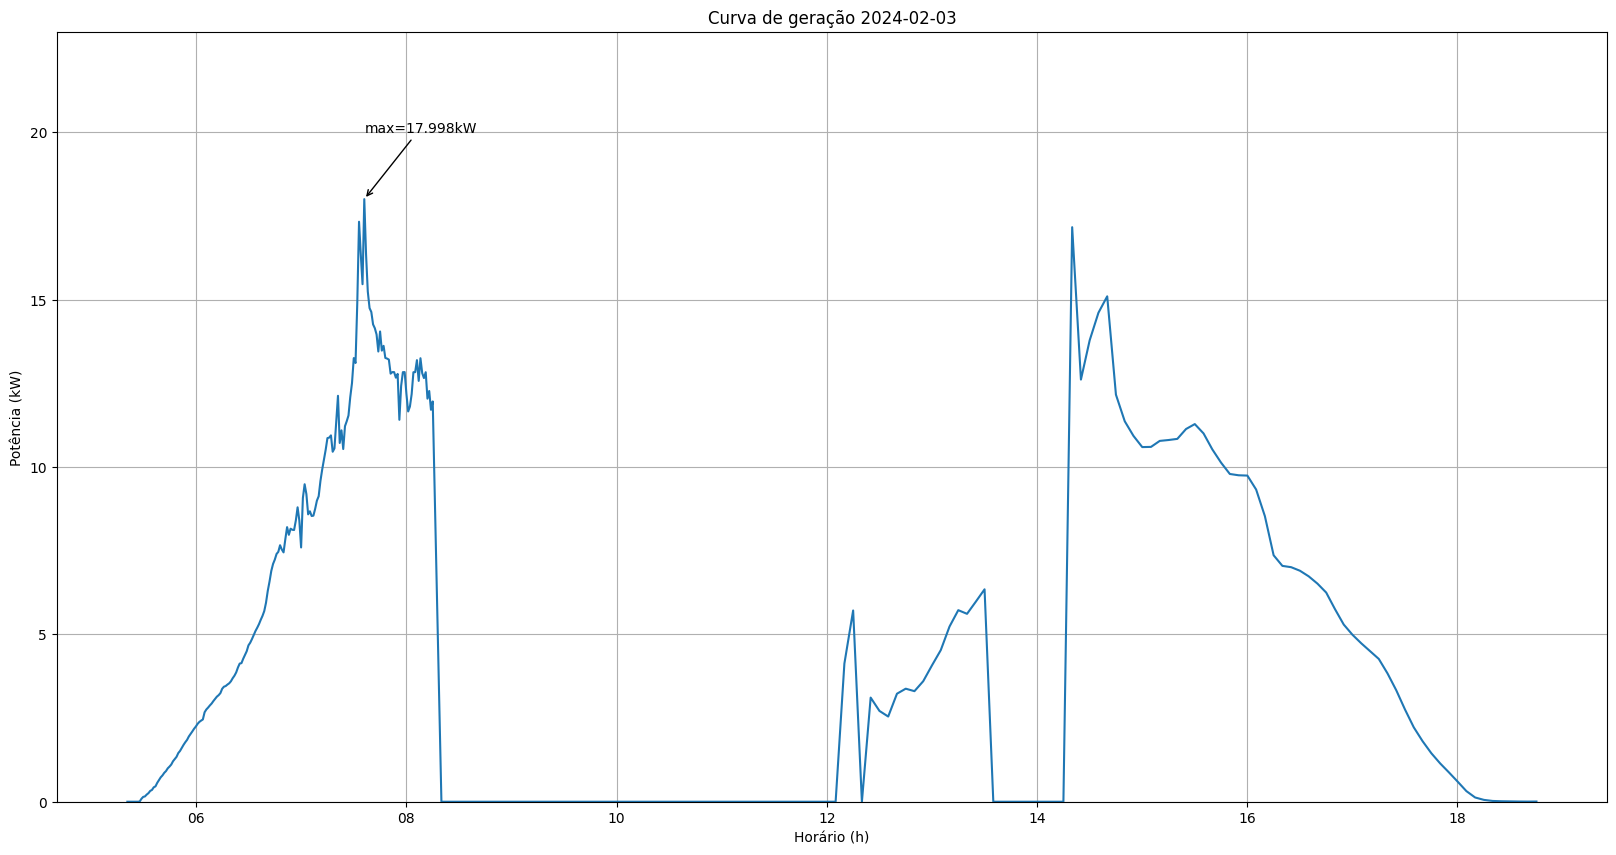 Curva de geração 2024-02-03
max=17.998kW
Potência (kW)
20
15
10
5
0
06 08 10 12 14 16 18
Horário (h)